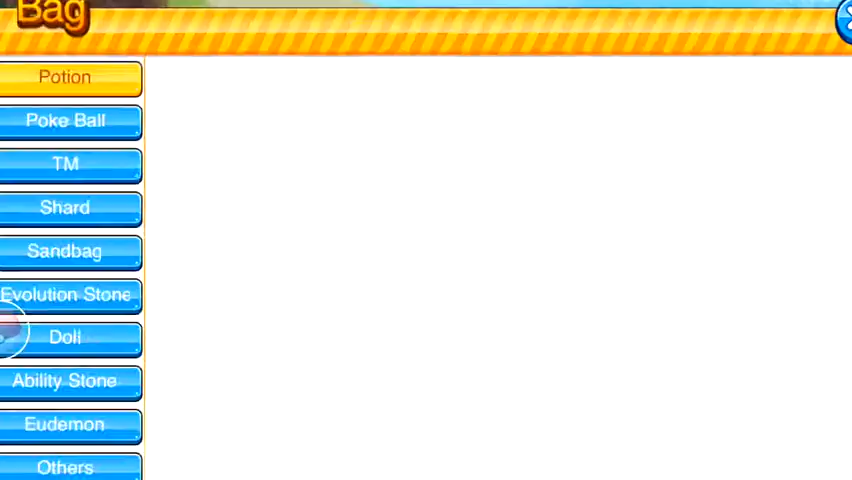 Bag
Potion
Poke Ball
TM
Shard
Sandbag
Evolution Stone
Doll
Ability Stone
Eudemon
Others